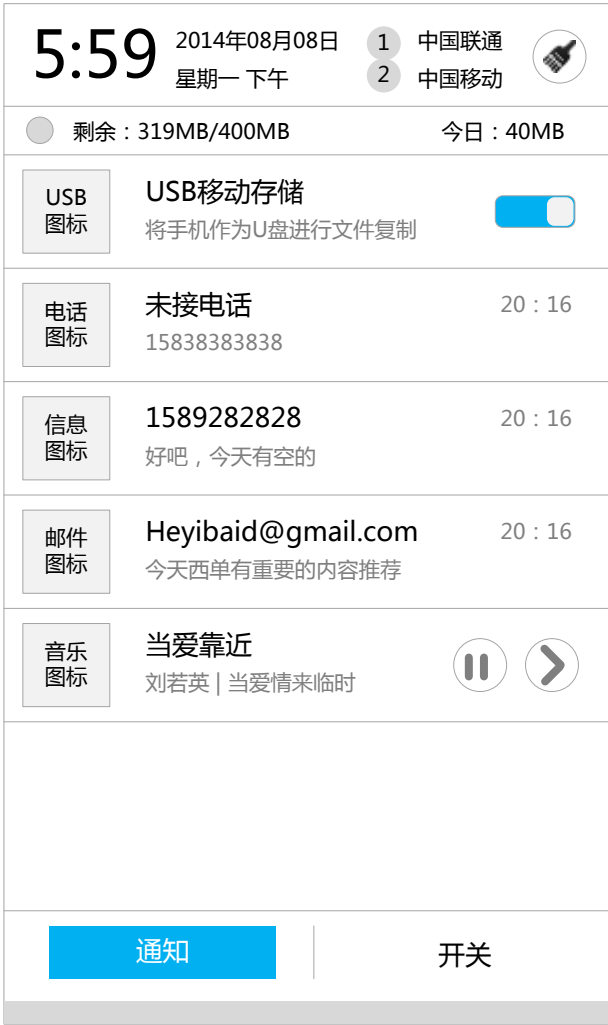 5:59
2014年08月08日
星期一 下午
1 中国联通
2 中国移动
剩余：319MB/400MB
今日：40MB
USB
图标
USB移动存储
将手机作为U盘进行文件复制
电话
图标
未接电话
15838383838
20：16
信息
图标
1589282828
好吧，今天有空的
20：16
邮件
图标
Heyibaid@gmail.com
今天西单有重要的内容推荐
20：16
音乐
图标
当爱靠近
刘若英 | 当爱情来临时
通知
开关